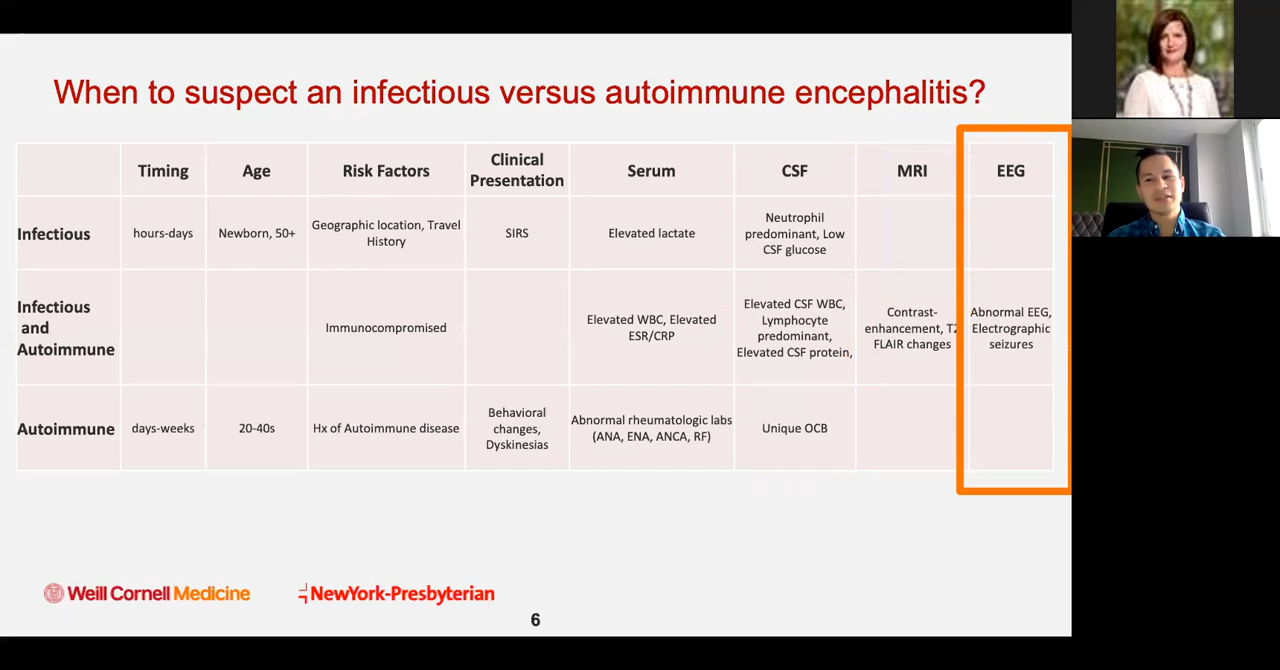 When to suspect an infectious versus autoimmune encephalitis?
Timing
Age
Risk Factors
Clinical
Presentation
Serum
CSF
MRI
EEG
Infectious
hours-days
Newborn, 50+
Geographic location, Travel
History
SIRS
Elevated lactate
Neutrophil
predominant, Low
CSF glucose
Infectious
and
Autoimmune
Immunocompromised
Elevated WBC, Elevated
ESR/CRP
Elevated CSF WBC,
Lymphocyte
predominant,
Elevated CSF protein,
Contrast-
enhancement, T2
FLAIR changes
Abnormal EEG,
Electrographic
seizures
Autoimmune
days-weeks
20-40s
Hx of Autoimmune disease
Behavioral
changes,
Dyskinesias
Abnormal rheumatologic labs
(ANA, ENA, ANCA, RF)
Unique OCB
Weill Cornell Medicine
NewYork-Presbyterian
6